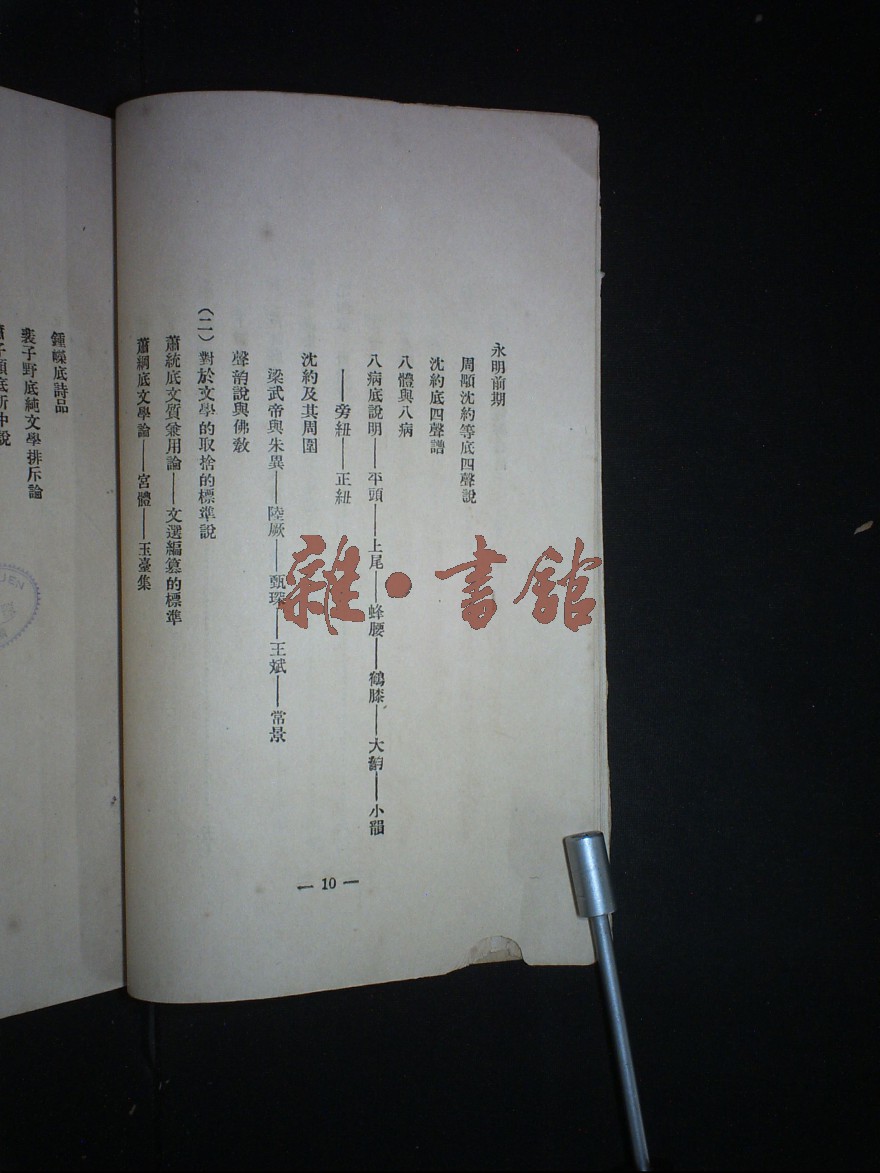 永明前期
周顒沈約等底四聲說
沈約底四聲譜
八體與八病
八病底說明——平頭——上尾——蜂腰——鶴膝——大韵——小韻
——旁紐——正紐
沈約及其周圍
梁武帝與朱异——陸厥——甄琛——王斌——常景
聲韵說與佛敎
(二)對於文學的取捨的標準說
蕭統底文質兼用論——文選編纂的標準
蕭綱底文學論——宮體——玉臺集
— 10 —
鍾嶸底詩品
裴子野底純文學排斥論
雜·書館